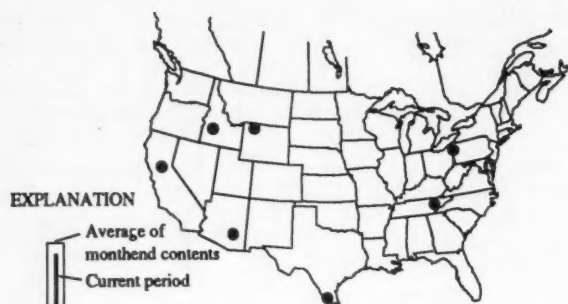 EXPLANATION
Average of
monthend contents
Current period